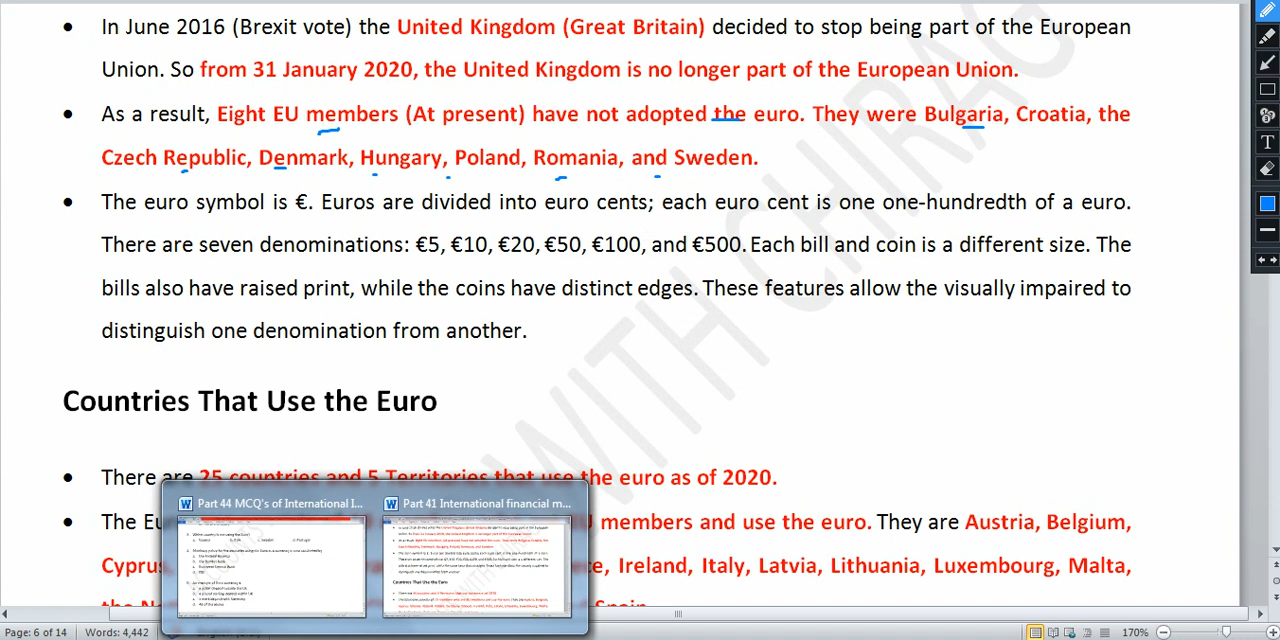 • In June 2016 (Brexit vote) the United Kingdom (Great Britain) decided to stop being part of the European
Union. So from 31 January 2020, the United Kingdom is no longer part of the European Union.
• As a result, Eight EU members (At present) have not adopted the euro. They were Bulgaria, Croatia, the
Czech Republic, Denmark, Hungary, Poland, Romania, and Sweden.
• The euro symbol is €. Euros are divided into euro cents; each euro cent is one one-hundredth of a euro.
There are seven denominations: €5, €10, €20, €50, €100, and €500. Each bill and coin is a different size. The
bills also have raised print, while the coins have distinct edges. These features allow the visually impaired to
distinguish one denomination from another.
Countries That Use the Euro
• There are 25 countries and 5 Territories that use the euro as of 2020.
Part 44 MCQ's of International I...
Part 41 International financial m...
• The Eu
U members and use the euro. They are Austria, Belgium,
Cyprus
ce, Ireland, Italy, Latvia, Lithuania, Luxembourg, Malta,
Countries That Use the Euro
Page: 6 of 14
Words: 4,442
170%
WITH CHIRAG